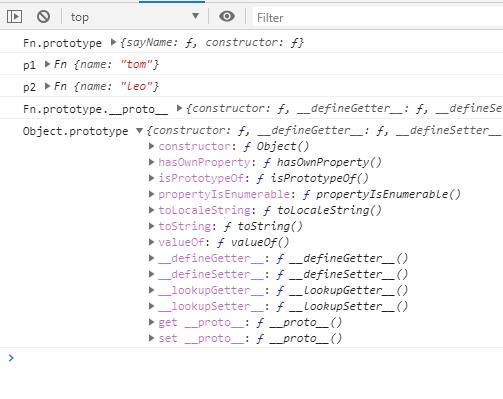 top ▼ Filter
Fn.prototype ▶{sayName: ƒ, constructor: ƒ}
p1 ▶Fn {name: "tom"}
p2 ▶Fn {name: "leo"}
Fn.prototype.__proto__ ▶{constructor: ƒ, __defineGetter__: ƒ, __defineSe
Object.prototype ▼{constructor: ƒ, __defineGetter__: ƒ, __defineSetter__
▶constructor: ƒ Object()
▶hasOwnProperty: ƒ hasOwnProperty()
▶isPrototypeOf: ƒ isPrototypeOf()
▶propertyIsEnumerable: ƒ propertyIsEnumerable()
▶toLocaleString: ƒ toLocaleString()
▶toString: ƒ toString()
▶valueOf: ƒ valueOf()
▶__defineGetter__: ƒ __defineGetter__()
▶__defineSetter__: ƒ __defineSetter__()
▶__lookupGetter__: ƒ __lookupGetter__()
▶__lookupSetter__: ƒ __lookupSetter__()
▶get __proto__: ƒ __proto__()
▶set __proto__: ƒ __proto__()